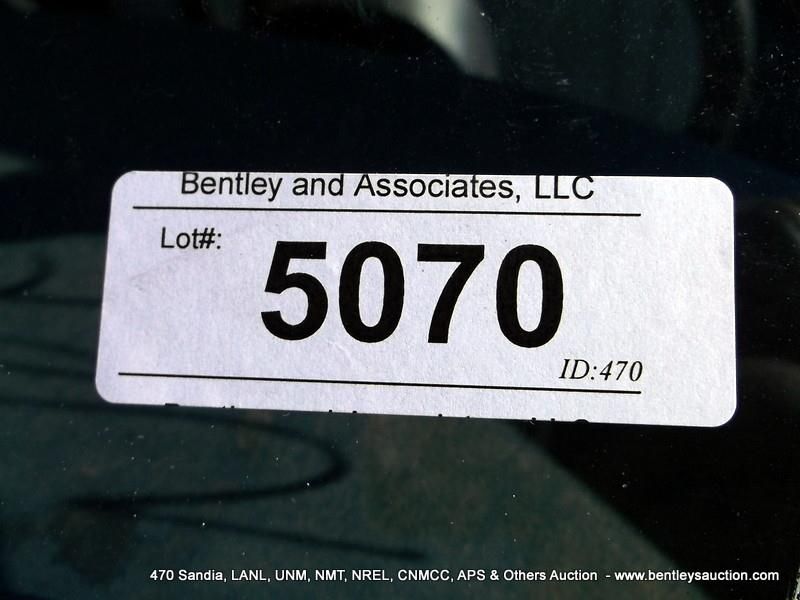 Bentley and Associates, LLC
Lot#:
5070
ID:470
470 Sandia, LANL, UNM, NMT, NREL, CNMCC, APS & Others Auction - www.bentleysauction.com